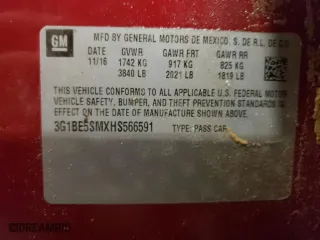 GM
MFD BY GENERAL MOTORS DE MEXICO, S. DE R.L. DE C.V.
11/16 GVWR GAWR FRT GAWR RR
1742 KG 917 KG 825 KG
3840 LB 2021 LB 1819 LB
THIS VEHICLE CONFORMS TO ALL APPLICABLE U.S. FEDERAL MOTOR
VEHICLE SAFETY, BUMPER, AND THEFT PREVENTION STANDARDS
IN EFFECT ON THE DATE OF MANUFACTURE SHOWN ABOVE.
3G1BE5SMXHS566591 TYPE: PASS CAR
DREAMBID